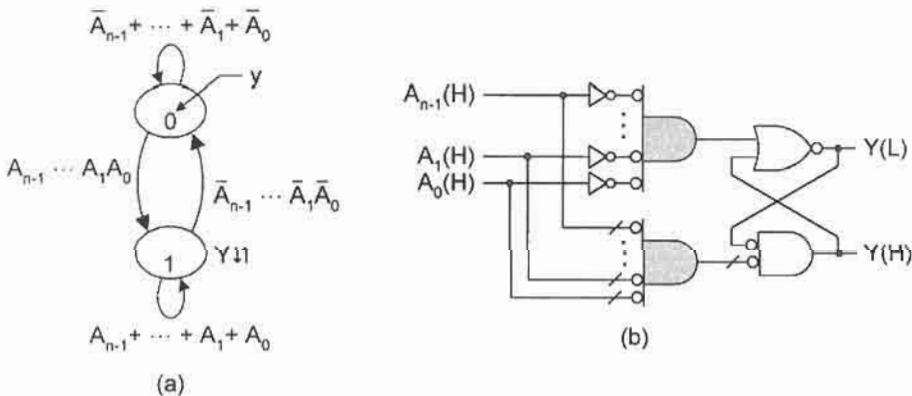 Ā_{n-1} + ⋯ + Ā_1 + Ā_0
y
0
A_{n-1} ⋯ A_1A_0
Ā_{n-1} ⋯ Ā_1Ā_0
1
Y↓↑
A_{n-1} + ⋯ + A_1 + A_0
(a)
A_{n-1}(H)
A_1(H)
A_0(H)
Y(L)
Y(H)
(b)